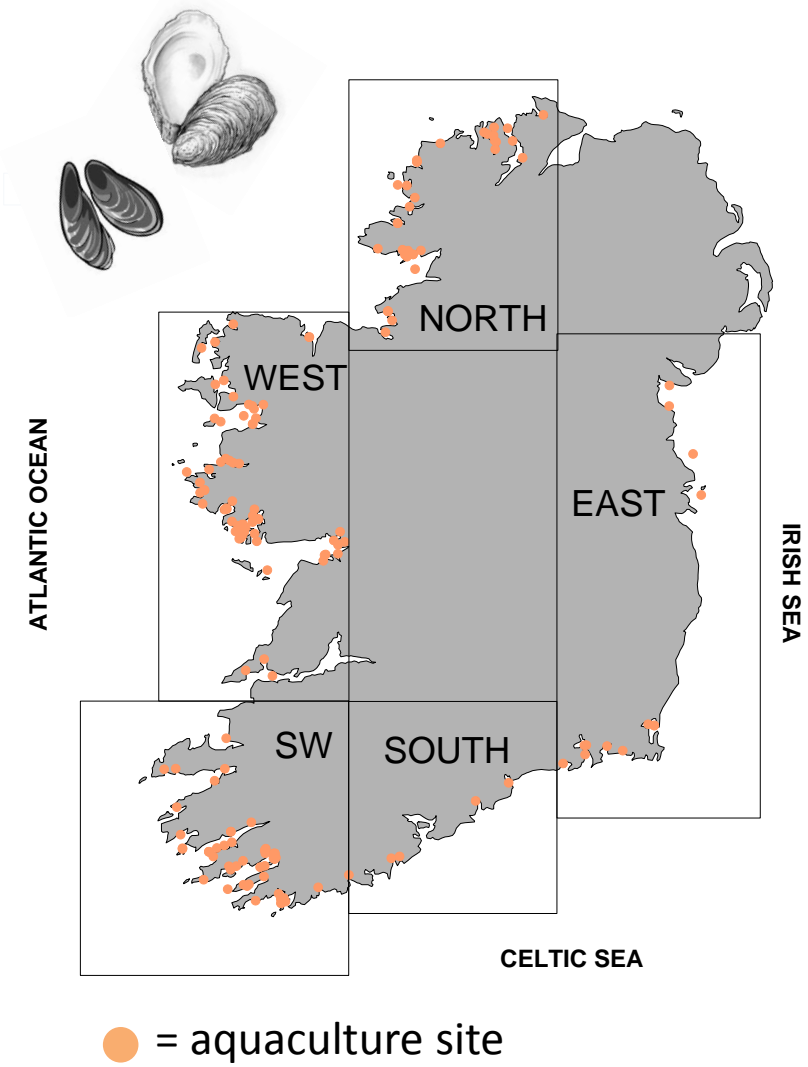 NORTH
WEST
ATLANTIC OCEAN
EAST
IRISH SEA
SW
SOUTH
CELTIC SEA
= aquaculture site